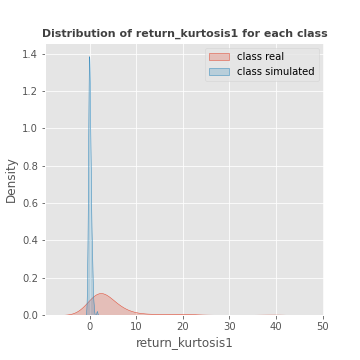 Distribution of return_kurtosis1 for each class
class real
class simulated
1.4
1.2
1.0
0.8
0.6
0.4
0.2
0.0
Density
0 10 20 30 40 50
return_kurtosis1